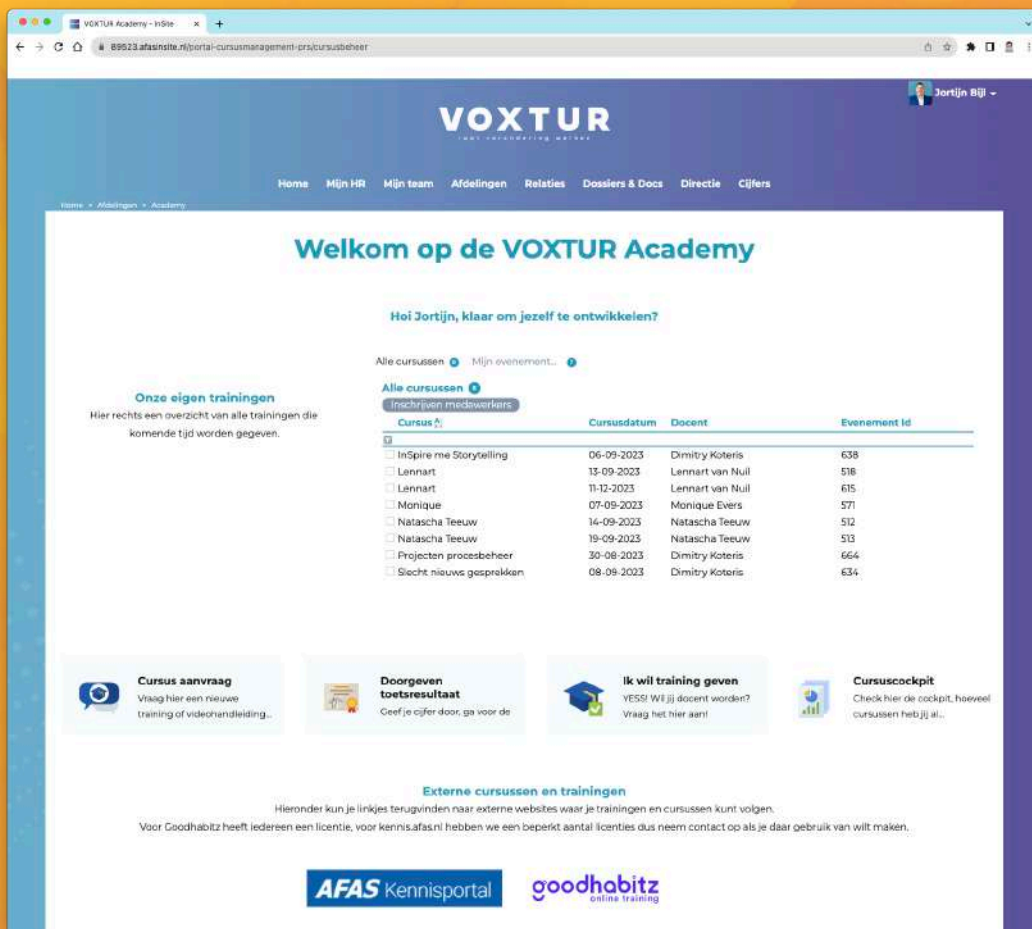 VOXTUR Academy - InSite
89523.afasinsite.nl/portal-cursusmanagement-prs/cursusbeheer
Jortijn Bijl
VOXTUR
laat verandering werken
Home Mijn HR Mijn team Afdelingen Relaties Dossiers & Docs Directie Cijfers
Home • Afdelingen • Academy
Welkom op de VOXTUR Academy
Hoi Jortijn, klaar om jezelf te ontwikkelen?
Alle cursussen Mijn evenement...
Onze eigen trainingen
Hier rechts een overzicht van alle trainingen die
komende tijd worden gegeven.
Alle cursussen
Inschrijven medewerkers
Cursus Cursusdatum Docent Evenement Id
InSpire me Storytelling 06-09-2023 Dimitry Koteris 638
Lennart 13-09-2023 Lennart van Nuil 518
Lennart 11-12-2023 Lennart van Nuil 615
Monique 07-09-2023 Monique Evers 571
Natascha Teeuw 14-09-2023 Natascha Teeuw 512
Natascha Teeuw 19-09-2023 Natascha Teeuw 513
Projecten procesbeheer 30-08-2023 Dimitry Koteris 664
Slecht nieuws gesprekken 08-09-2023 Dimitry Koteris 634
Cursus aanvraag
Vraag hier een nieuwe
training of videohandleiding...
Doorgeven
toetsresultaat
Geef je cijfer door, ga voor de
Ik wil training geven
YESS! Wil jij docent worden?
Vraag het hier aan!
Cursuscockpit
Check hier de cockpit, hoeveel
cursussen heb jij al...
Externe cursussen en trainingen
Hieronder kun je linkjes terugvinden naar externe websites waar je trainingen en cursussen kunt volgen.
Voor Goodhabitz heeft iedereen een licentie, voor kennis.afas.nl hebben we een beperkt aantal licenties dus neem contact op als je daar gebruik van wilt maken.
AFAS Kennisportal
goodhabitz
online training